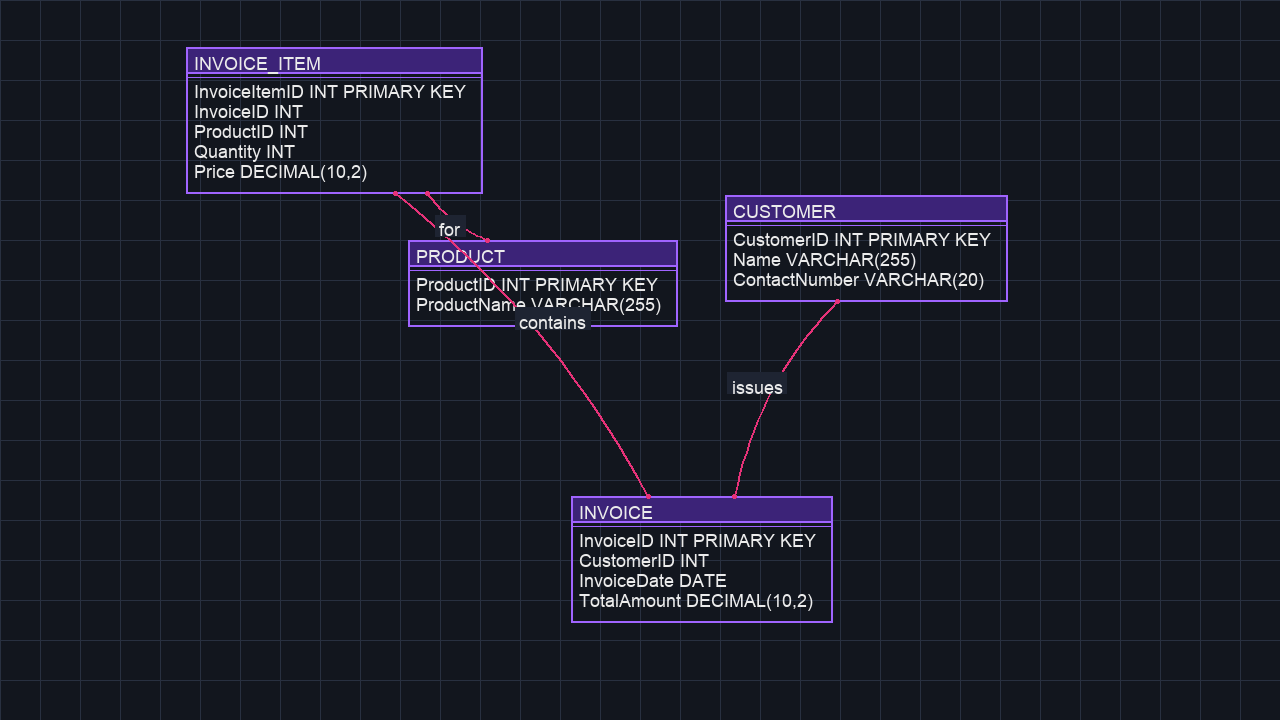 INVOICE_ITEM
InvoiceItemID INT PRIMARY KEY
InvoiceID INT
ProductID INT
Quantity INT
Price DECIMAL(10,2)
for
PRODUCT
ProductID INT PRIMARY KEY
ProductName VARCHAR(255)
contains
CUSTOMER
CustomerID INT PRIMARY KEY
Name VARCHAR(255)
ContactNumber VARCHAR(20)
issues
INVOICE
InvoiceID INT PRIMARY KEY
CustomerID INT
InvoiceDate DATE
TotalAmount DECIMAL(10,2)